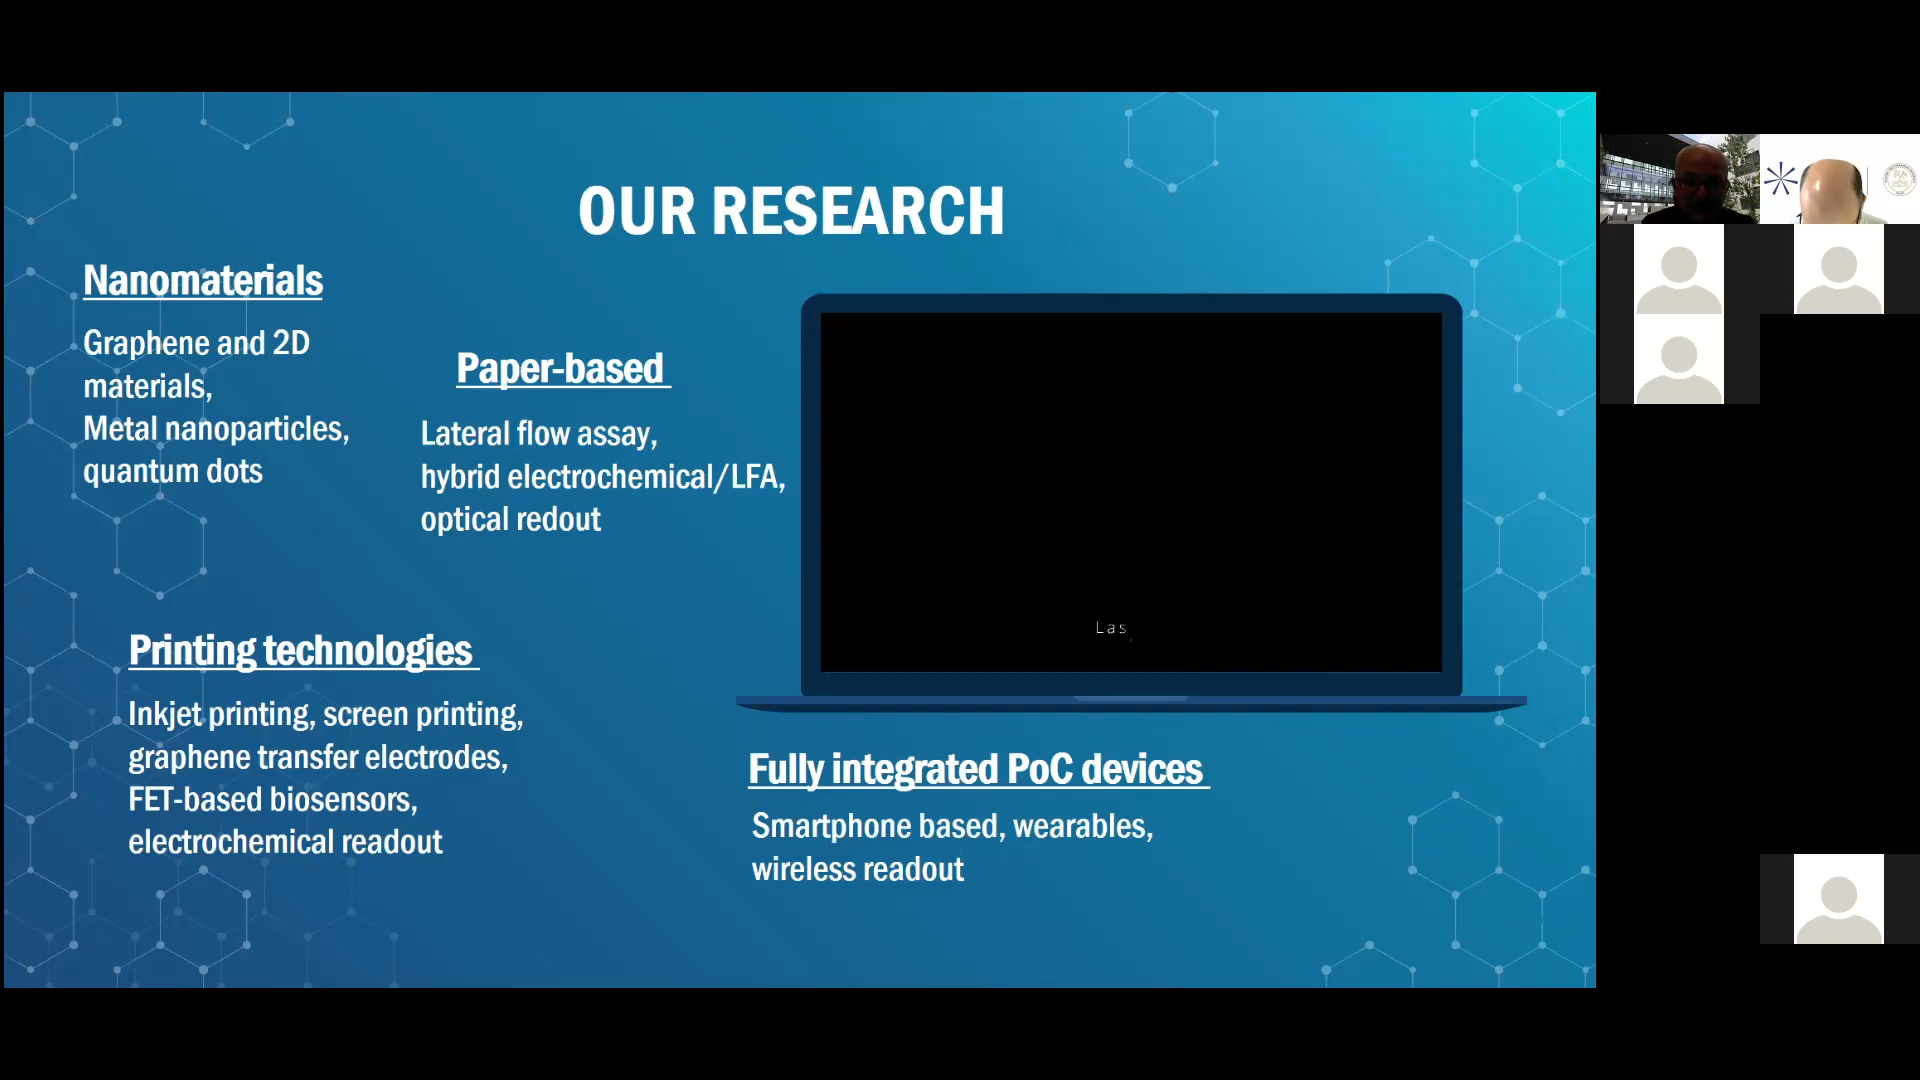 OUR RESEARCH
Nanomaterials
Graphene and 2D
materials,
Metal nanoparticles,
quantum dots
Paper-based
Lateral flow assay,
hybrid electrochemical/LFA,
optical redout
Las
Printing technologies
Inkjet printing, screen printing,
graphene transfer electrodes,
FET-based biosensors,
electrochemical readout
Fully integrated PoC devices
Smartphone based, wearables,
wireless readout